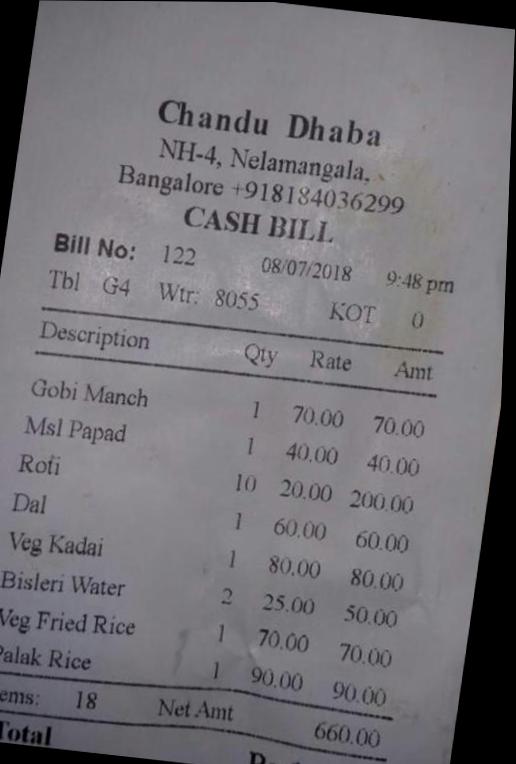 Chandu Dhaba
NH-4, Nelamangala,
Bangalore +918184036299
CASH BILL
Bill No: 122 08/07/2018 9:48 pm
Tbl G4 Wtr: 8055 KOT 0
Description Qty Rate Amt
Gobi Manch 1 70.00 70.00
Msl Papad 1 40.00 40.00
Roti 10 20.00 200.00
Dal 1 60.00 60.00
Veg Kadai 1 80.00 80.00
Bisleri Water 2 25.00 50.00
Veg Fried Rice 1 70.00 70.00
Palak Rice 1 90.00 90.00
ems: 18 Net Amt 660.00
Total